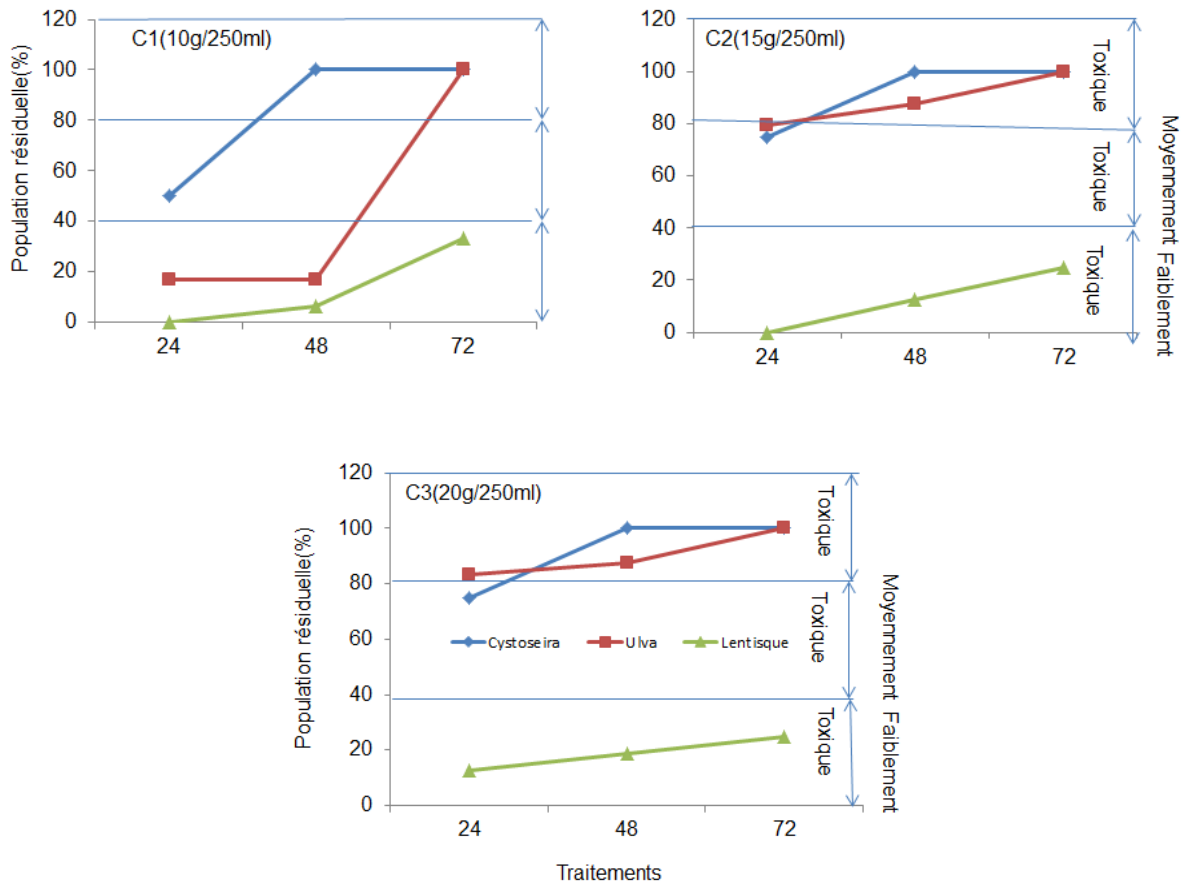 C1(10g/250ml)
Population résiduelle(%)
120
100
80
60
40
20
0
24 48 72
C2(15g/250ml)
120
100
80
60
40
20
0
24 48 72
Toxique
Toxique
Toxique
Moyennement
Faiblement
C3(20g/250ml)
Population résiduelle(%)
120
100
80
60
40
20
0
24 48 72
Cystoseira Ulva Lentisque
Toxique
Toxique
Toxique
Moyennement
Faiblement
Traitements